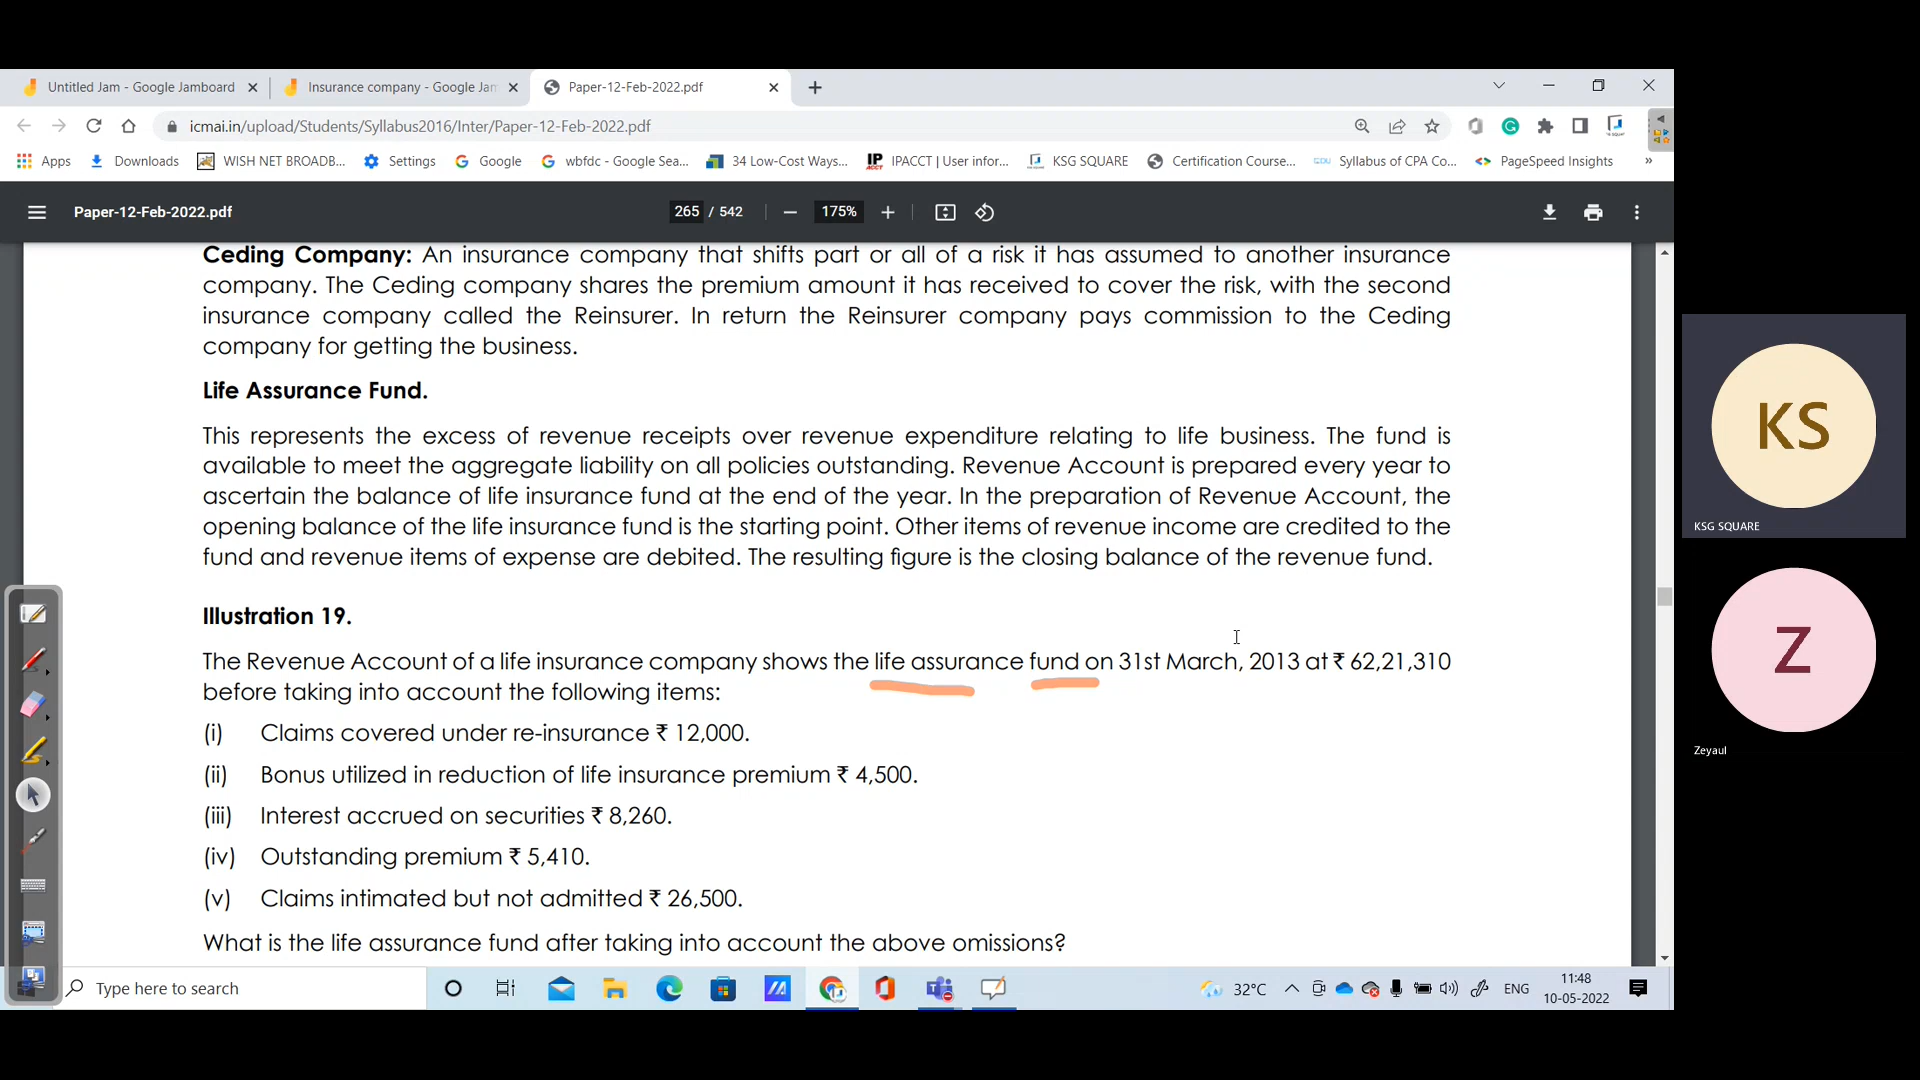 Untitled Jam - Google Jamboard
Insurance company - Google Jam
Paper-12-Feb-2022.pdf
icmai.in/upload/Students/Syllabus2016/Inter/Paper-12-Feb-2022.pdf
Apps
Downloads
WISH NET BROADB...
Settings
Google
wbfdc - Google Sea...
34 Low-Cost Ways...
IPACCT | User infor...
KSG SQUARE
Certification Course...
Syllabus of CPA Co...
PageSpeed Insights
»
Paper-12-Feb-2022.pdf
265 / 542
175%
Ceding Company: An insurance company that shifts part or all of a risk it has assumed to another insurance
company. The Ceding company shares the premium amount it has received to cover the risk, with the second
insurance company called the Reinsurer. In return the Reinsurer company pays commission to the Ceding
company for getting the business.
Life Assurance Fund.
This represents the excess of revenue receipts over revenue expenditure relating to life business. The fund is
available to meet the aggregate liability on all policies outstanding. Revenue Account is prepared every year to
ascertain the balance of life insurance fund at the end of the year. In the preparation of Revenue Account, the
opening balance of the life insurance fund is the starting point. Other items of revenue income are credited to the
fund and revenue items of expense are debited. The resulting figure is the closing balance of the revenue fund.
Illustration 19.
The Revenue Account of a life insurance company shows the life assurance fund on 31st March, 2013 at ₹ 62,21,310
before taking into account the following items:
(i) Claims covered under re-insurance ₹ 12,000.
(ii) Bonus utilized in reduction of life insurance premium ₹ 4,500.
(iii) Interest accrued on securities ₹ 8,260.
(iv) Outstanding premium ₹ 5,410.
(v) Claims intimated but not admitted ₹ 26,500.
What is the life assurance fund after taking into account the above omissions?
Type here to search
32°C
ENG
11:48
10-05-2022
KS
KSG SQUARE
Z
Zeyaul